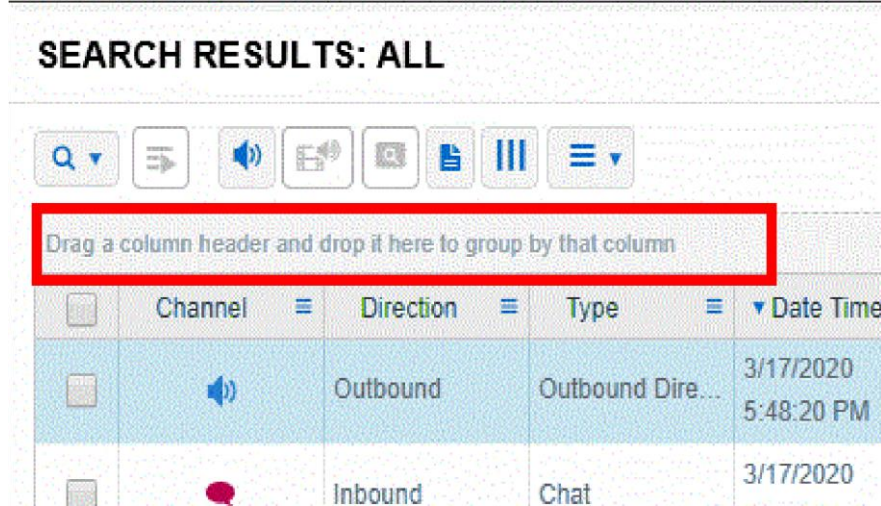 SEARCH RESULTS: ALL
Drag a column header and drop it here to group by that column
Channel Direction Type Date Time
Outbound Outbound Dire... 3/17/2020
5:48:20 PM
Inbound Chat 3/17/2020